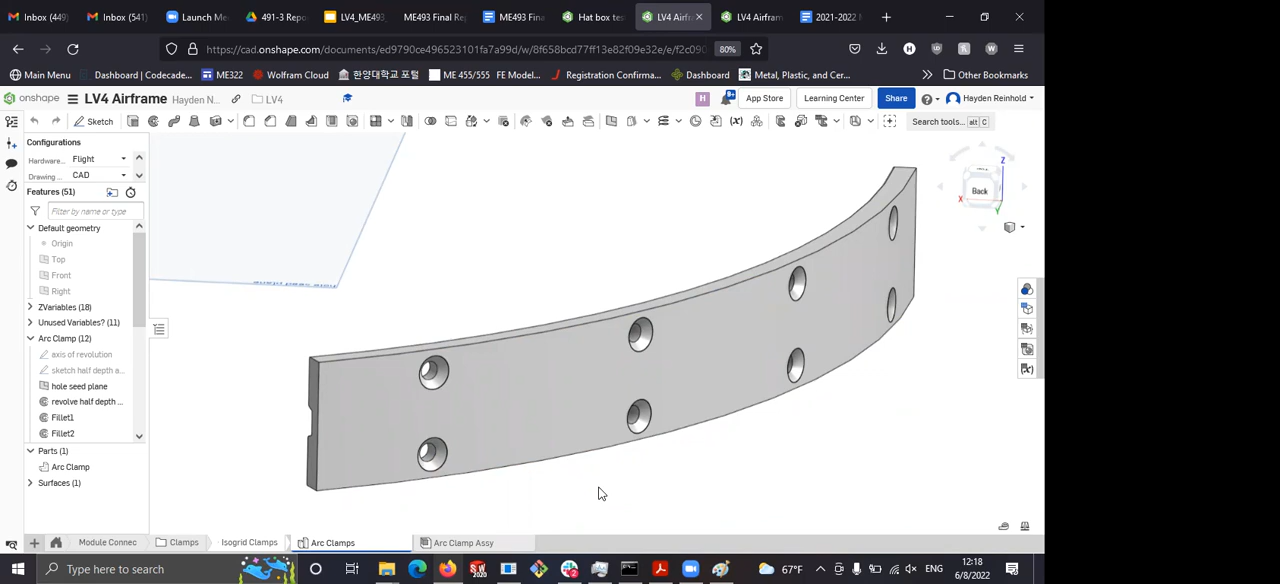 Inbox (449)
Inbox (541)
Launch Me
491-3 Repo
LV4_ME493
ME493 Final Re
ME493 Fina
Hat box tes
LV4 Airfr
LV4 Airfram
2021-2022 M
https://cad.onshape.com/documents/ed9790ce496523101fa7a99d/w/8f658bcd77ff13e82f09e32e/e/f2c090
80%
Main Menu
Dashboard | Codecade...
ME322
Wolfram Cloud
한양대학교 포털
ME 455/555
FE Model...
Registration Confirma...
Dashboard
Metal, Plastic, and Cer...
Other Bookmarks
onshape
LV4 Airframe
Hayden N...
LV4
H
9+
App Store
Learning Center
Share
Hayden Reinhold
Sketch
Search tools...
alt
C
Configurations
Hardware...
Flight
Drawing ...
CAD
Features (51)
Filter by name or type
Default geometry
Origin
Top
Front
Right
ZVariables (18)
Unused Variables? (11)
Arc Clamp (12)
axis of revolution
sketch half depth a...
hole seed plane
revolve half depth ...
Fillet1
Fillet2
Parts (1)
Arc Clamp
Surfaces (1)
Z
Back
X
Y
Module Connec
Clamps
Isogrid Clamps
Arc Clamps
Arc Clamp Assy
Type here to search
67°F
ENG
12:18
6/8/2022